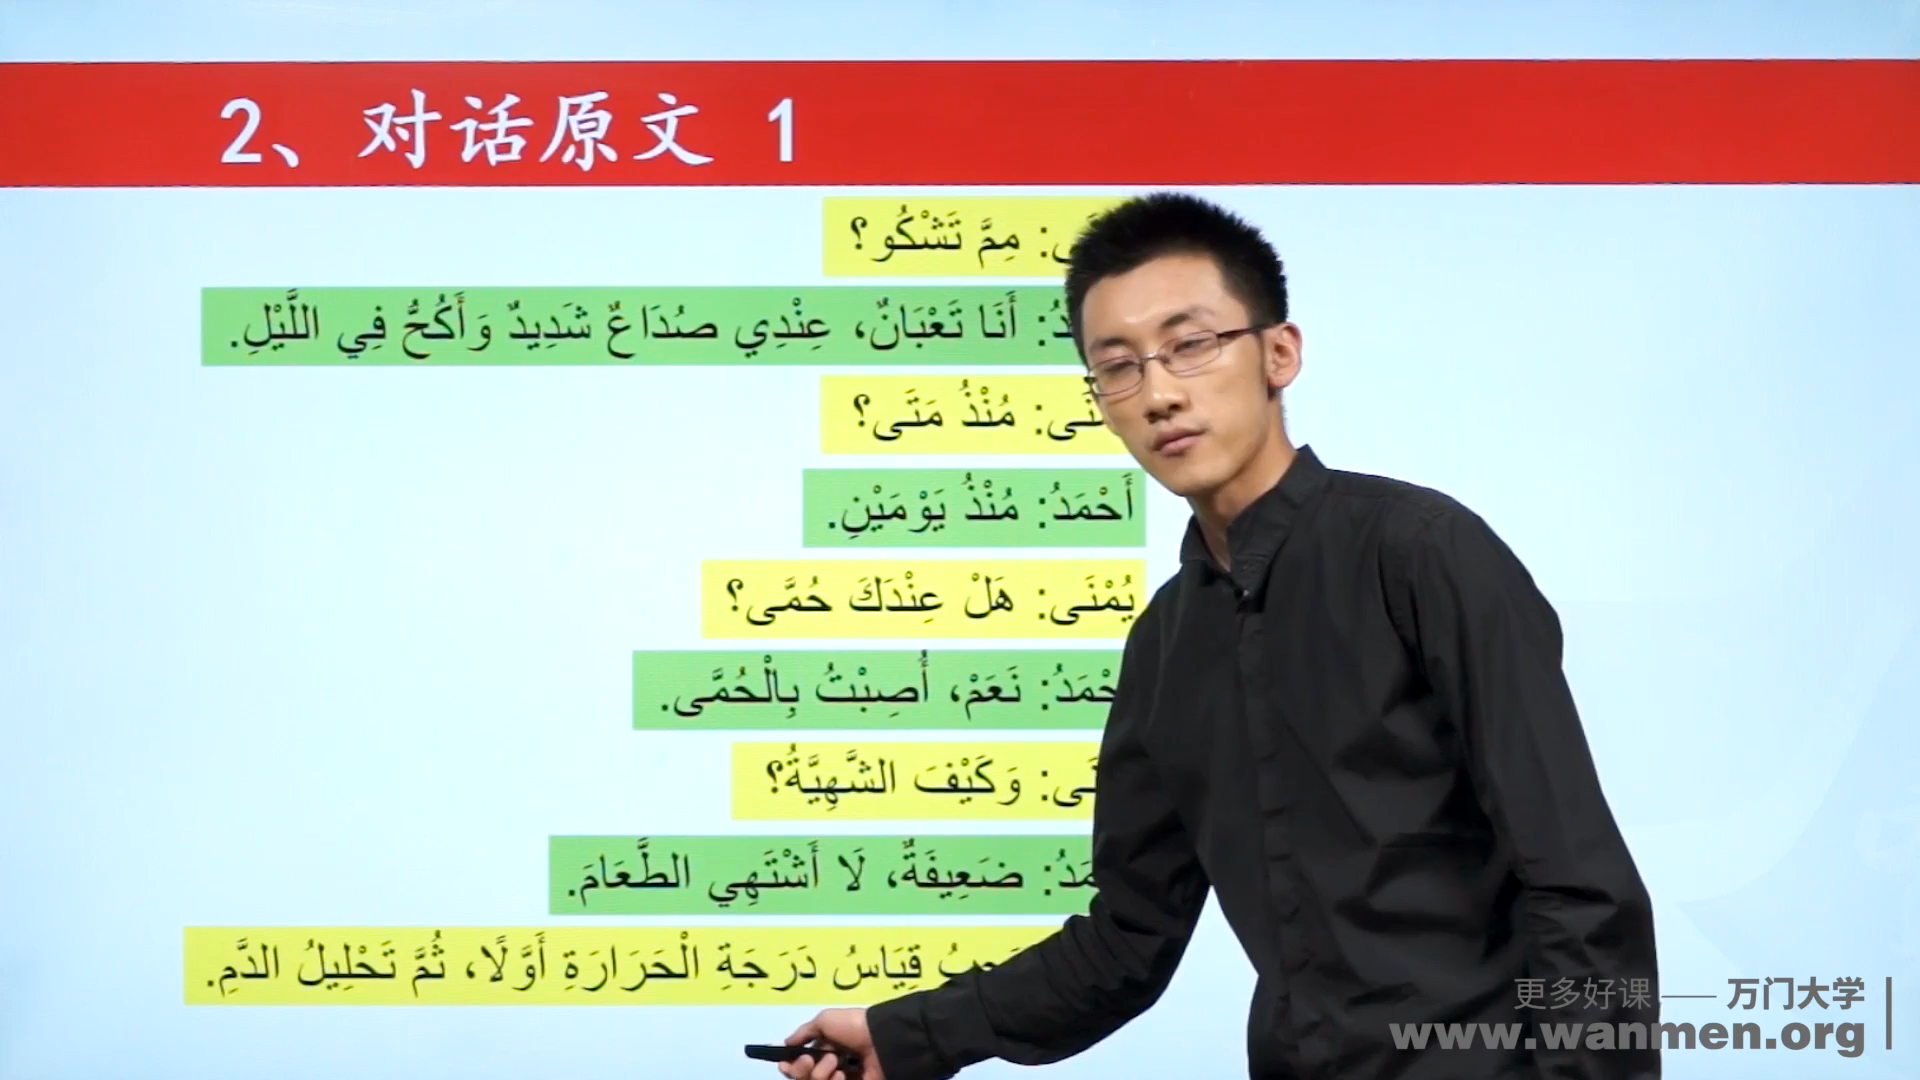 2、对话原文 1
مِمَّ تَشْكُو؟
أَنَا تَعْبَانٌ، عِنْدِي صُدَاعٌ شَدِيدٌ وَأَكُحُّ فِي اللَّيْلِ.
مُنْذُ مَتَى؟
أَحْمَدُ: مُنْذُ يَوْمَيْنِ.
يُمْنَى: هَلْ عِنْدَكَ حُمَّى؟
نَعَمْ، أُصِبْتُ بِالْحُمَّى.
وَكَيْفَ الشَّهِيَّةُ؟
ضَعِيفَةٌ، لَا أَشْتَهِي الطَّعَامَ.
قِيَاسُ دَرَجَةِ الْحَرَارَةِ أَوَّلًا، ثُمَّ تَحْلِيلُ الدَّمِ.
更多好课 —— 万门大学
www.wanmen.org